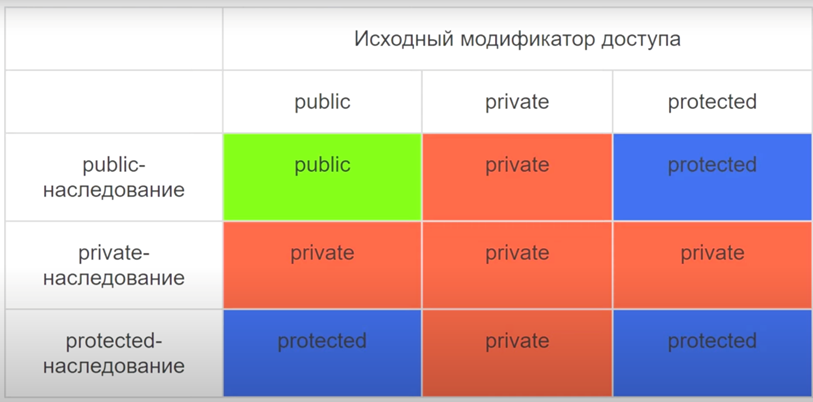 Исходный модификатор доступа
public private protected
public-
наследование
public private protected
private-
наследование
private private private
protected-
наследование
protected private protected